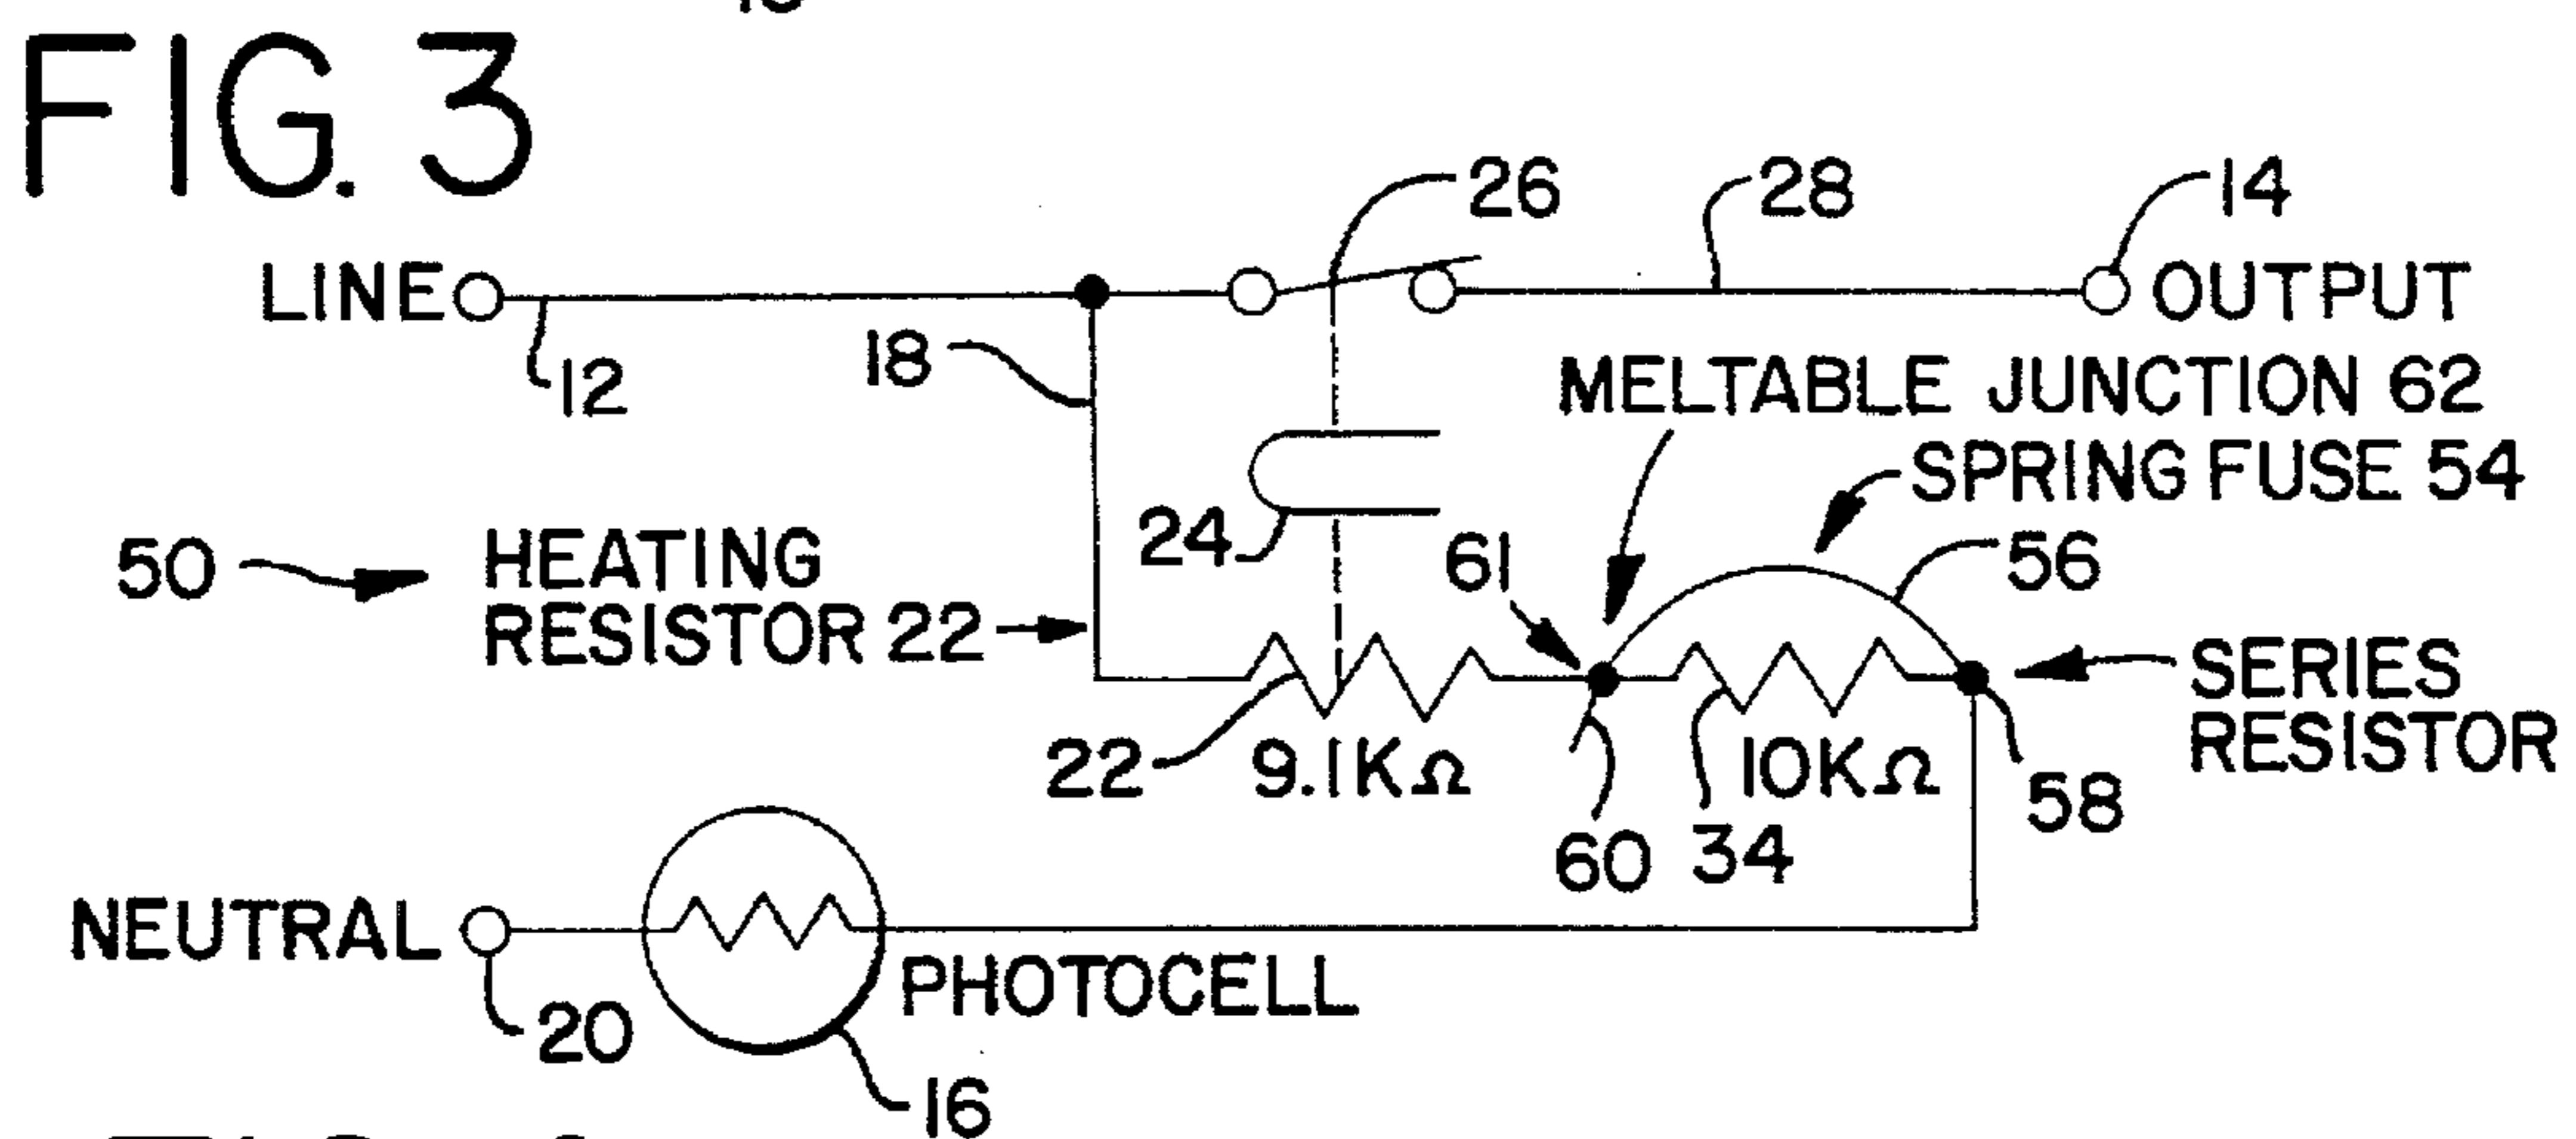 FIG. 3
26
28
14
LINE
OUTPUT
12
18
MELTABLE JUNCTION 62
SPRING FUSE 54
24
61
56
50
HEATING
RESISTOR 22
SERIES
RESISTOR
22
9.1KΩ
10KΩ
58
60
34
NEUTRAL
PHOTOCELL
20
16